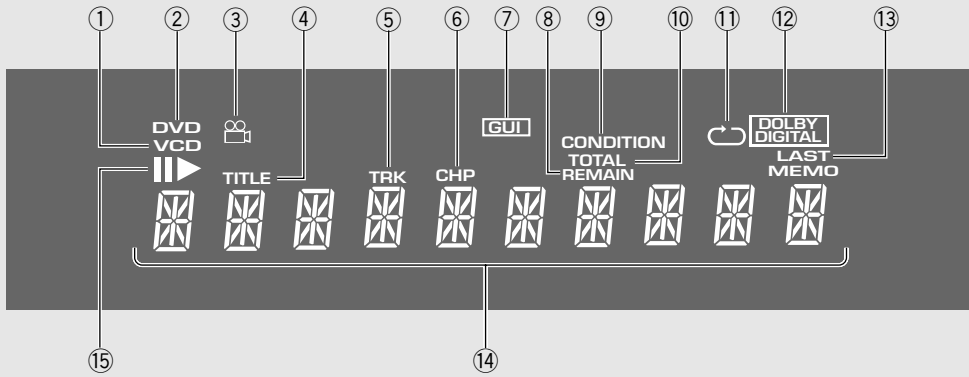 ① ② ③ ④ ⑤ ⑥ ⑦ ⑧ ⑨ ⑩ ⑪ ⑫ ⑬
DVD
VCD
TITLE
TRK
CHP
GUI
CONDITION
TOTAL
REMAIN
DOLBY
DIGITAL
LAST
MEMO
⑮ ⑭